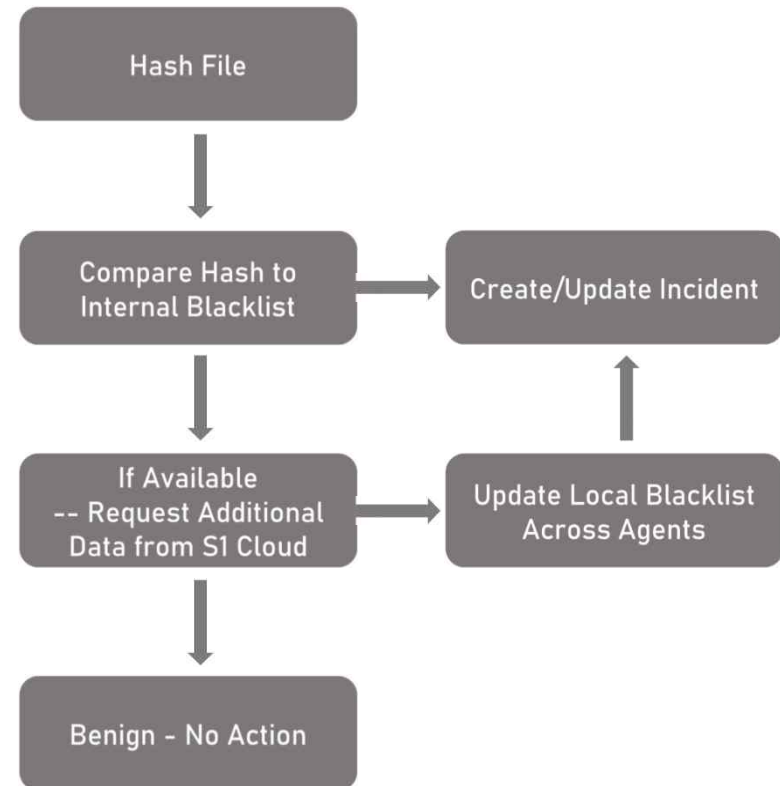 Hash File
Compare Hash to
Internal Blacklist
Create/Update Incident
If Available
-- Request Additional
Data from S1 Cloud
Update Local Blacklist
Across Agents
Benign - No Action